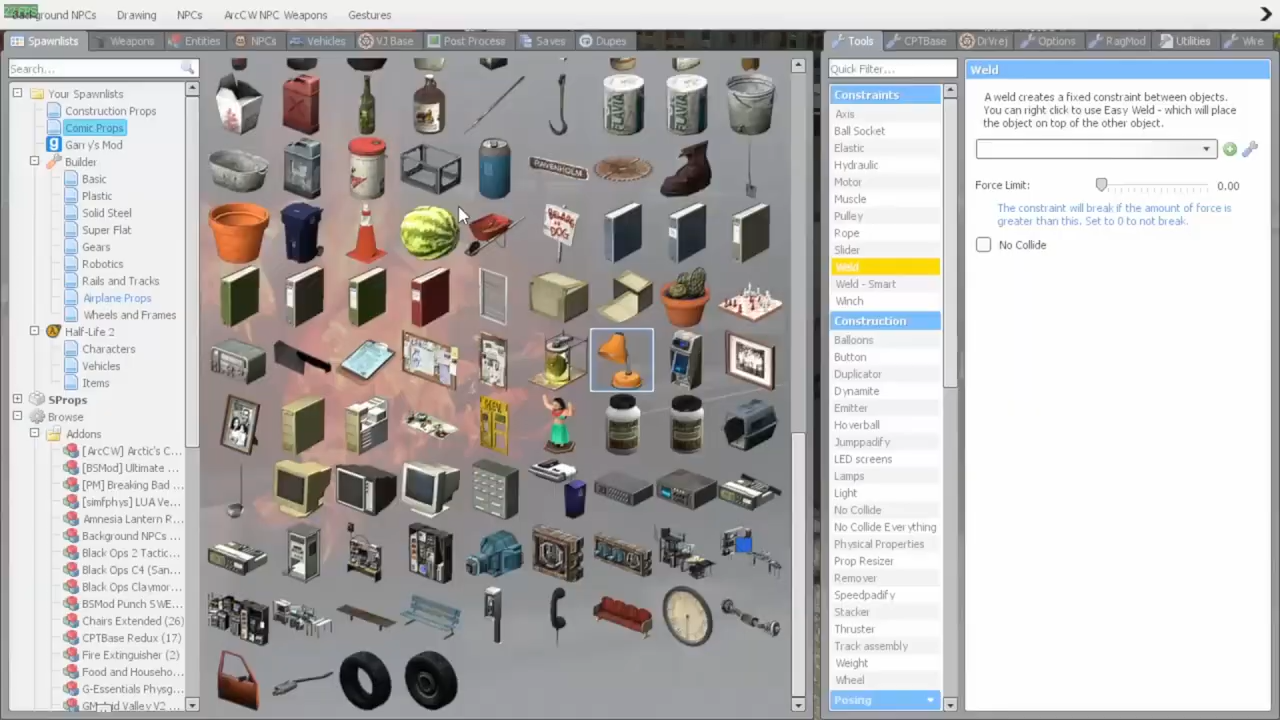 Background NPCs
Drawing
NPCs
ArcCW NPC Weapons
Gestures
Spawnlists
Weapons
Entities
NPCs
Vehicles
VJ Base
Post Process
Saves
Dupes
Search...
Your Spawnlists
Construction Props
Comic Props
Garry's Mod
Builder
Basic
Plastic
Solid Steel
Super Flat
Gears
Robotics
Rails and Tracks
Airplane Props
Wheels and Frames
Half-Life 2
Characters
Vehicles
Items
SProps
Browse
Addons
[ArcCW] Arctic's C...
[BSMod] Ultimate ...
[PM] Breaking Bad ...
[simfphys] LUA Ve...
Amnesia Lantern R...
Background NPCs ...
Black Ops 2 Tactic...
Black Ops C4 (San...
Black Ops Claymor...
BSMod Punch SWE...
Chairs Extended (26)
CPTBase Redux (17)
Fire Extinguisher (2)
Food and Househo...
G-Essentials Physg...
RAVENHOLM
Tools
CPTBase
DrVrej
Options
RagMod
Utilities
Wire
Quick Filter...
Constraints
Axis
Ball Socket
Elastic
Hydraulic
Motor
Muscle
Pulley
Rope
Slider
Weld
Weld - Smart
Winch
Construction
Balloons
Button
Duplicator
Dynamite
Emitter
Hoverball
Jumppadify
LED screens
Lamps
Light
No Collide
No Collide Everything
Physical Properties
Prop Resizer
Remover
Speedpadify
Stacker
Thruster
Track assembly
Weight
Wheel
Posing
Weld
A weld creates a fixed constraint between objects.
You can right click to use Easy Weld - which will place
the object on top of the other object.
Force Limit:
0.00
The constraint will break if the amount of force is
greater than this. Set to 0 to not break.
No Collide